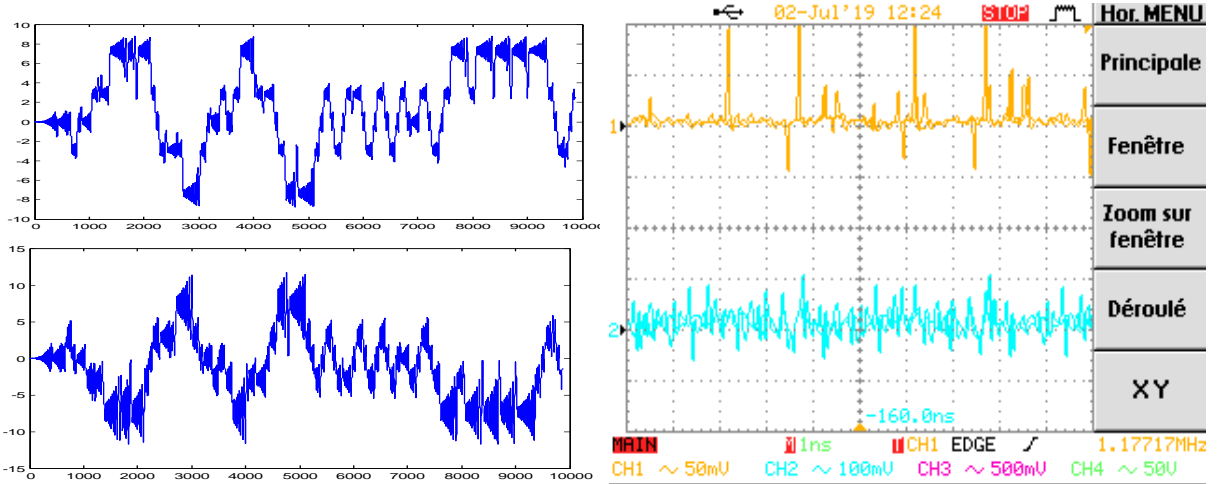 10
8
6
4
2
0
-2
-4
-6
-8
-10
0 1000 2000 3000 4000 5000 6000 7000 8000 9000 10000
15
10
5
0
-5
-10
-15
0 1000 2000 3000 4000 5000 6000 7000 8000 9000 10000
02-Jul'19 12:24 STOP Hor. MENU
Principale
Fenêtre
Zoom sur
fenêtre
Déroulé
X Y
1
2
-160.0ns
MAIN M 1ns T CH1 EDGE 1.17717MHz
CH1 ~ 50mV CH2 ~ 100mV CH3 ~ 500mV CH4 ~ 50V